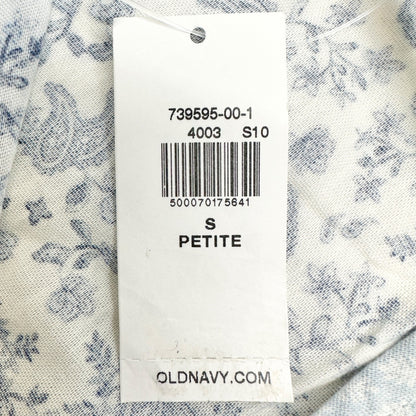 739595-00-1
4003 S10
500070175641
S
PETITE
OLDNAVY.COM